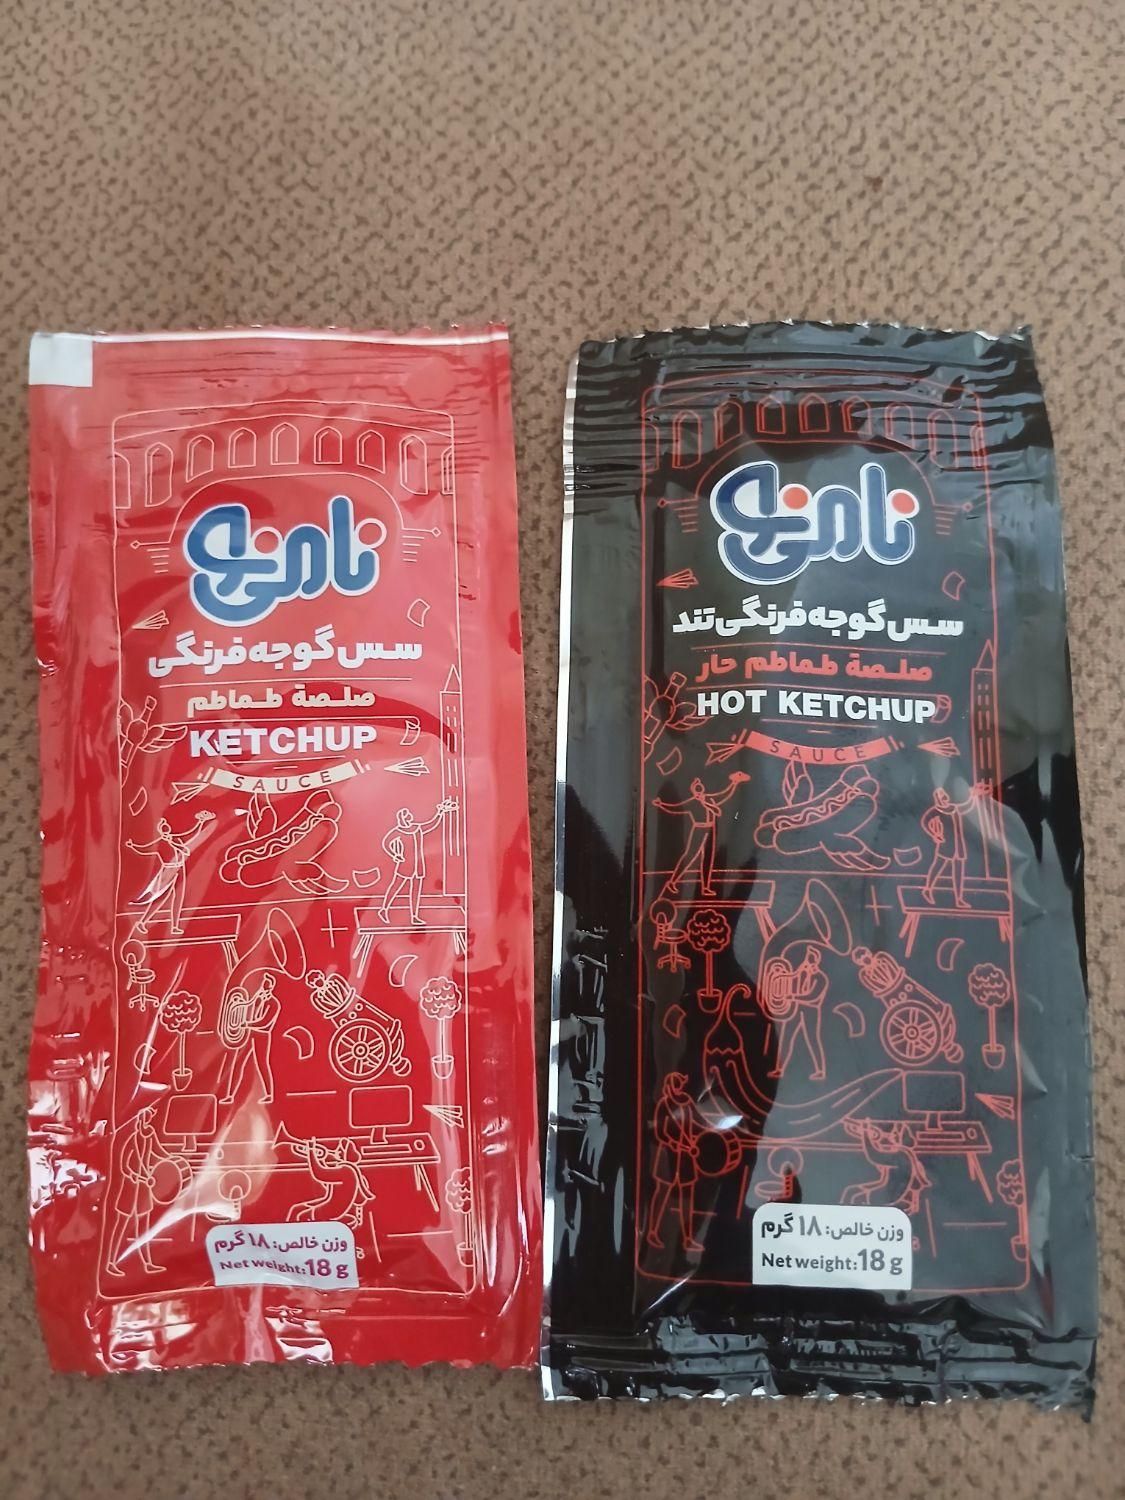 نامی‌نو
سس گوجه فرنگی
صلصة طماطم
KETCHUP
SAUCE
وزن خالص: ۱۸ گرم
Net weight: 18 g
نامی‌نو
سس گوجه فرنگی تند
صلصة طماطم حار
HOT KETCHUP
SAUCE
وزن خالص: ۱۸ گرم
Net weight: 18 g